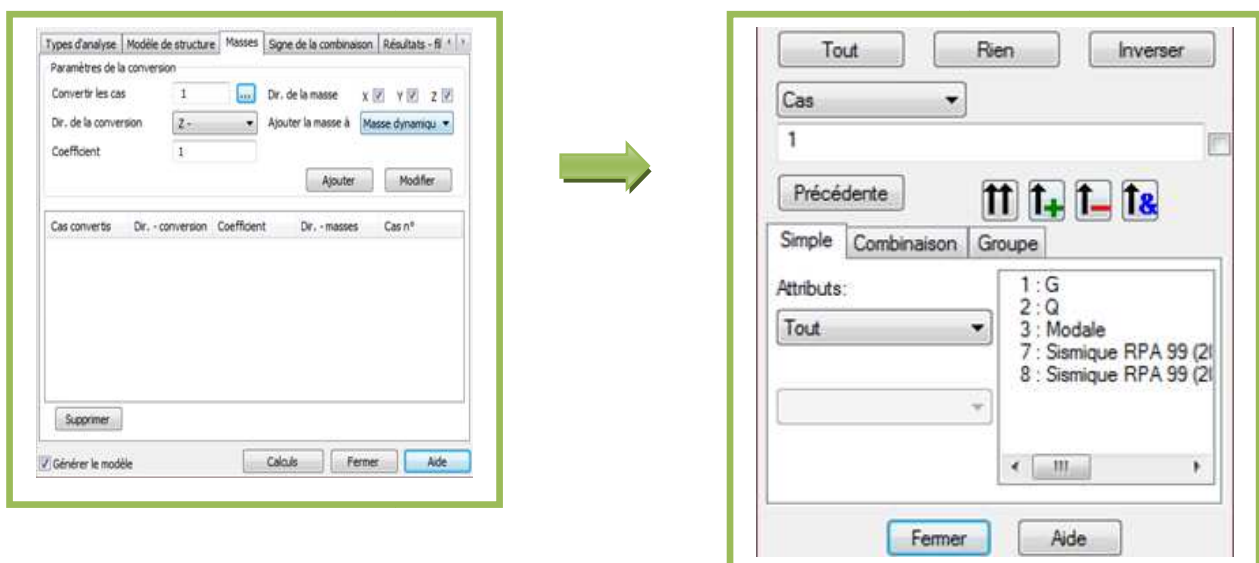 Types d'analyse Modèle de structure Masses Signe de la combinaison Résultats - fil
Paramètres de la conversion
Convertir les cas 1 ... Dir. de la masse X Y Z
Dir. de la conversion Z - Ajouter la masse à Masse dynamiqu
Coefficient 1
Ajouter Modifier
Cas convertis Dir. - conversion Coefficient Dir. - masses Cas n°
Supprimer
Générer le modèle Calculs Fermer Aide
Tout Rien Inverser
Cas
1
Précédente &
Simple Combinaison Groupe
Attributs:
Tout
1 : G
2 : Q
3 : Modale
7 : Sismique RPA 99 (2
8 : Sismique RPA 99 (2
Fermer Aide